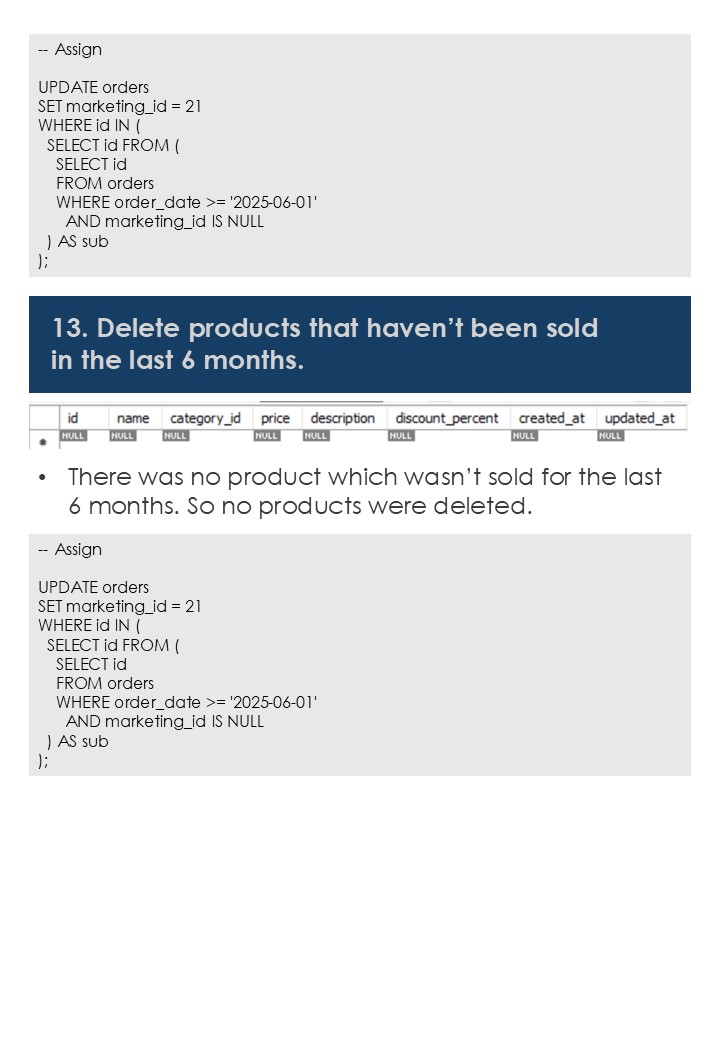 -- Assign
UPDATE orders
SET marketing_id = 21
WHERE id IN (
SELECT id FROM (
SELECT id
FROM orders
WHERE order_date >= '2025-06-01'
AND marketing_id IS NULL
) AS sub
);
13. Delete products that haven’t been sold
in the last 6 months.
id name category_id price description discount_percent created_at updated_at
NULL NULL NULL NULL NULL NULL NULL NULL
• There was no product which wasn’t sold for the last
6 months. So no products were deleted.
-- Assign
UPDATE orders
SET marketing_id = 21
WHERE id IN (
SELECT id FROM (
SELECT id
FROM orders
WHERE order_date >= '2025-06-01'
AND marketing_id IS NULL
) AS sub
);